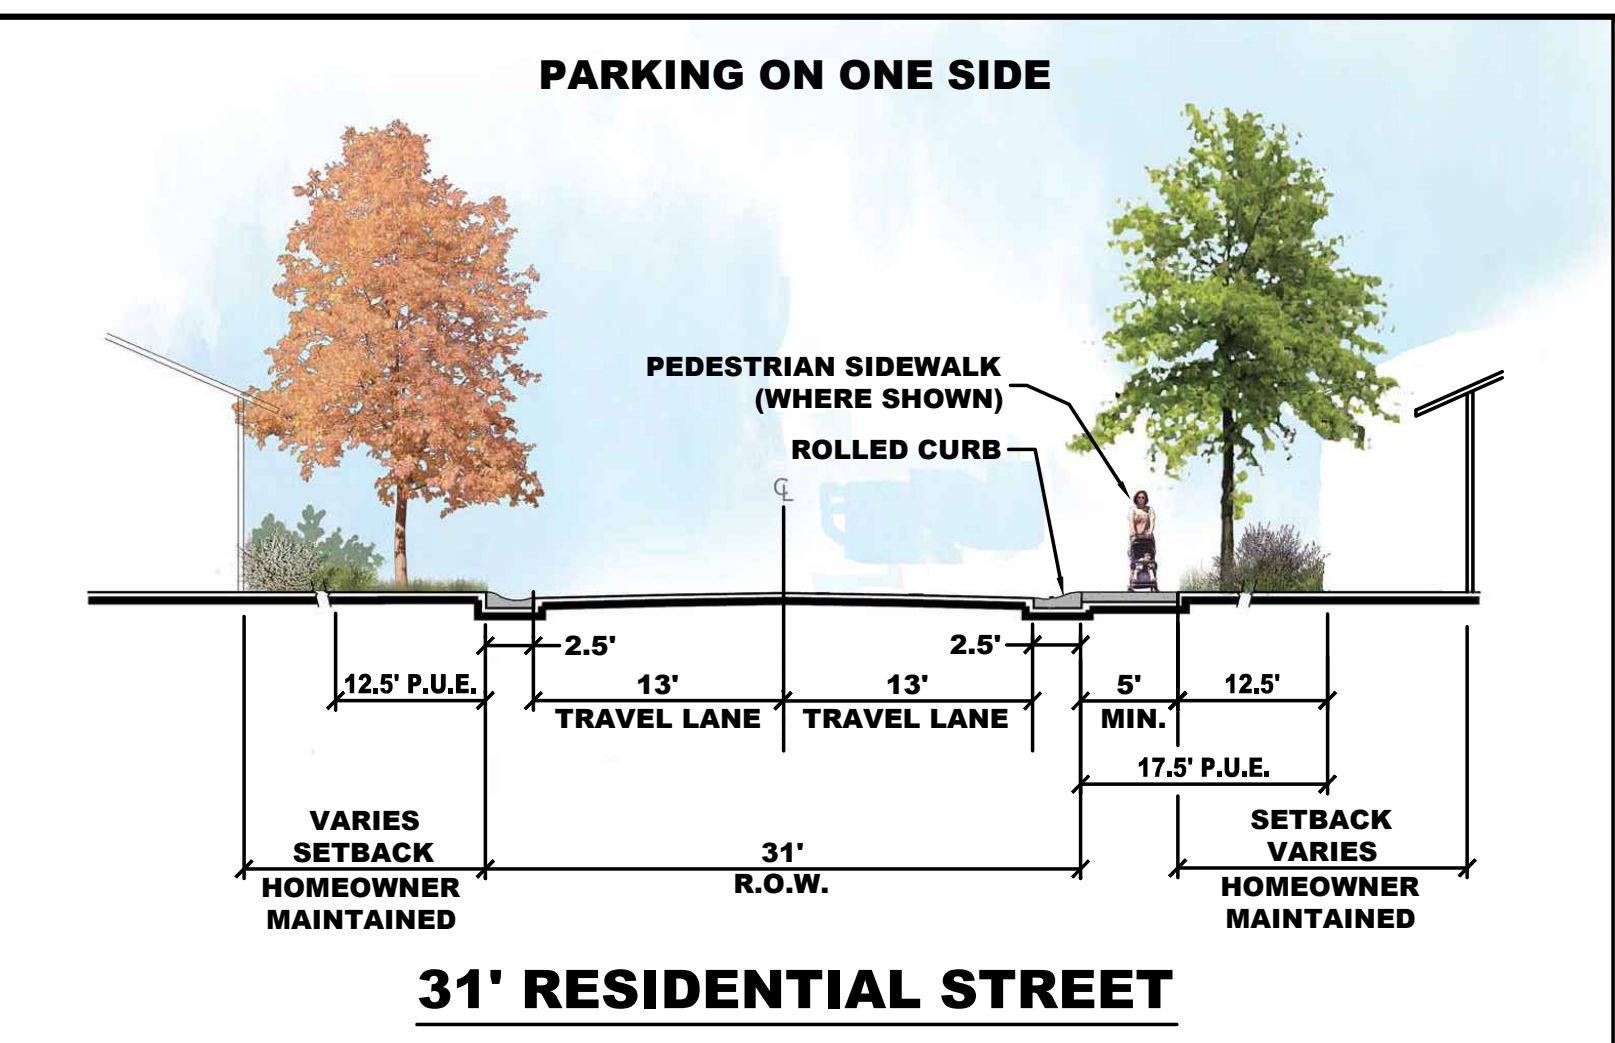 PARKING ON ONE SIDE
PEDESTRIAN SIDEWALK
(WHERE SHOWN)
ROLLED CURB
℄
2.5'
2.5'
12.5' P.U.E.
13'
TRAVEL LANE
13'
TRAVEL LANE
5'
MIN.
12.5'
17.5' P.U.E.
VARIES
SETBACK
HOMEOWNER
MAINTAINED
31'
R.O.W.
SETBACK
VARIES
HOMEOWNER
MAINTAINED
31' RESIDENTIAL STREET